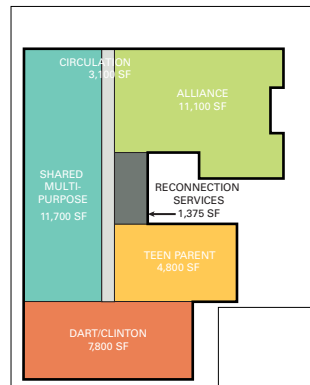 CIRCULATION
3,100 SF
ALLIANCE
11,100 SF
SHARED
MULTI-
PURPOSE
11,700 SF
RECONNECTION
SERVICES
1,375 SF
TEEN PARENT
4,800 SF
DART/CLINTON
7,800 SF